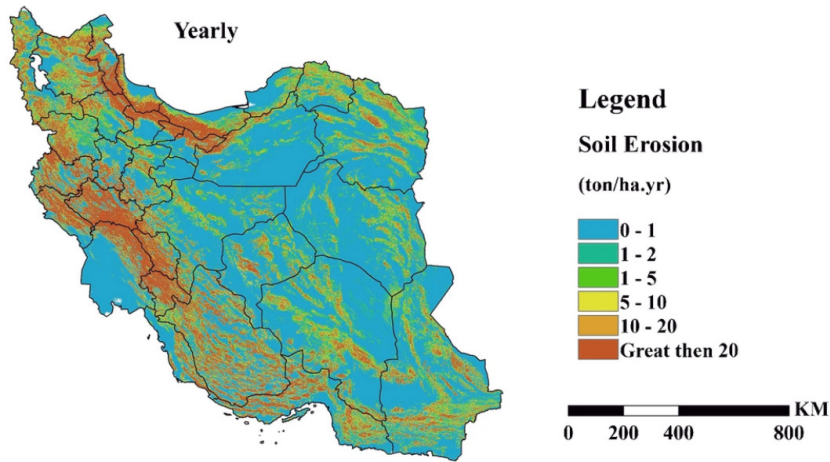 Yearly
Legend
Soil Erosion
(ton/ha.yr)
0 - 1
1 - 2
1 - 5
5 - 10
10 - 20
Great then 20
KM
0 200 400 800